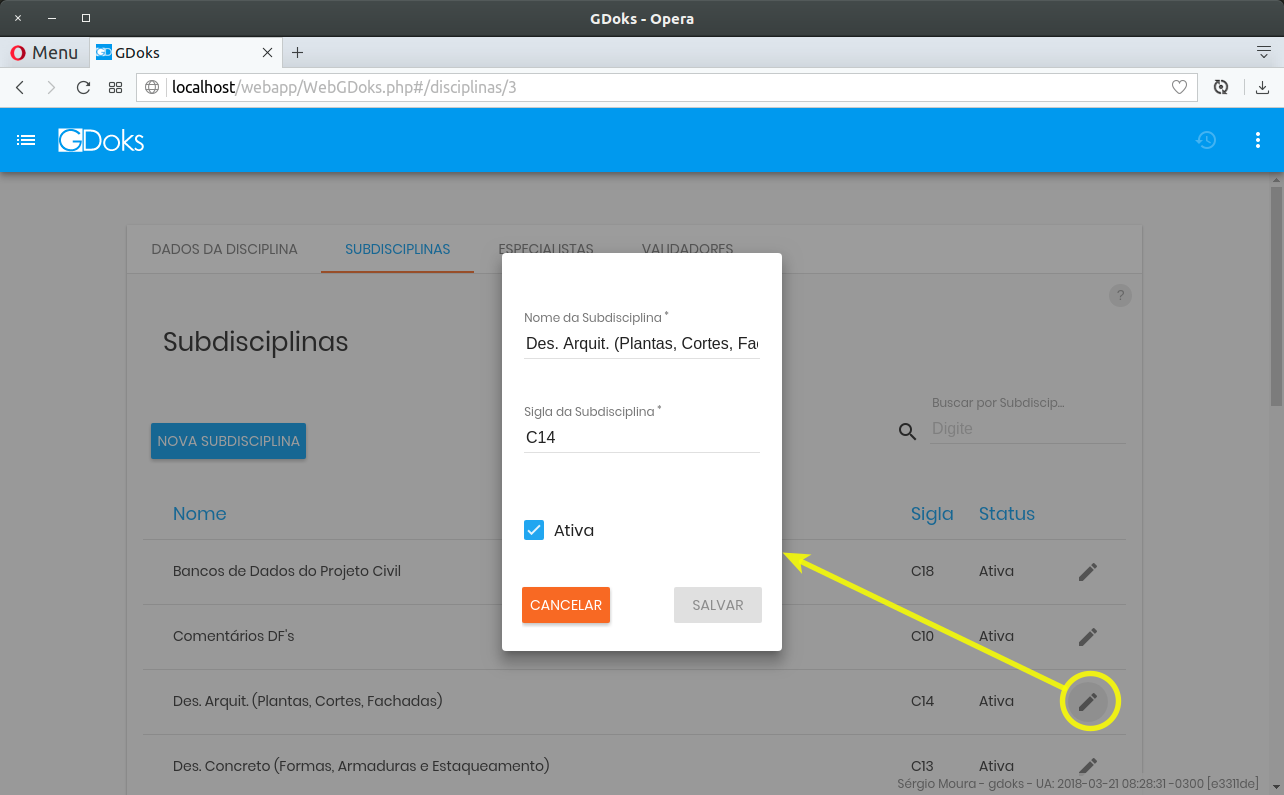 GDoks - Opera
Menu
GDoks
localhost/webapp/WebGDoks.php#/disciplinas/3
GDoks
DADOS DA DISCIPLINA SUBDISCIPLINAS ESPECIALISTAS VALIDADORES
?
Subdisciplinas
NOVA SUBDISCIPLINA
Buscar por Subdiscip...
Digite
Nome Sigla Status
Bancos de Dados do Projeto Civil C18 Ativa
Comentários DF's C10 Ativa
Des. Arquit. (Plantas, Cortes, Fachadas) C14 Ativa
Des. Concreto (Formas, Armaduras e Estaqueamento) C13 Ativa
Nome da Subdisciplina *
Des. Arquit. (Plantas, Cortes, Fac
Sigla da Subdisciplina *
C14
Ativa
CANCELAR SALVAR
Sérgio Moura - gdoks - UA: 2018-03-21 08:28:31 -0300 [e3311de]